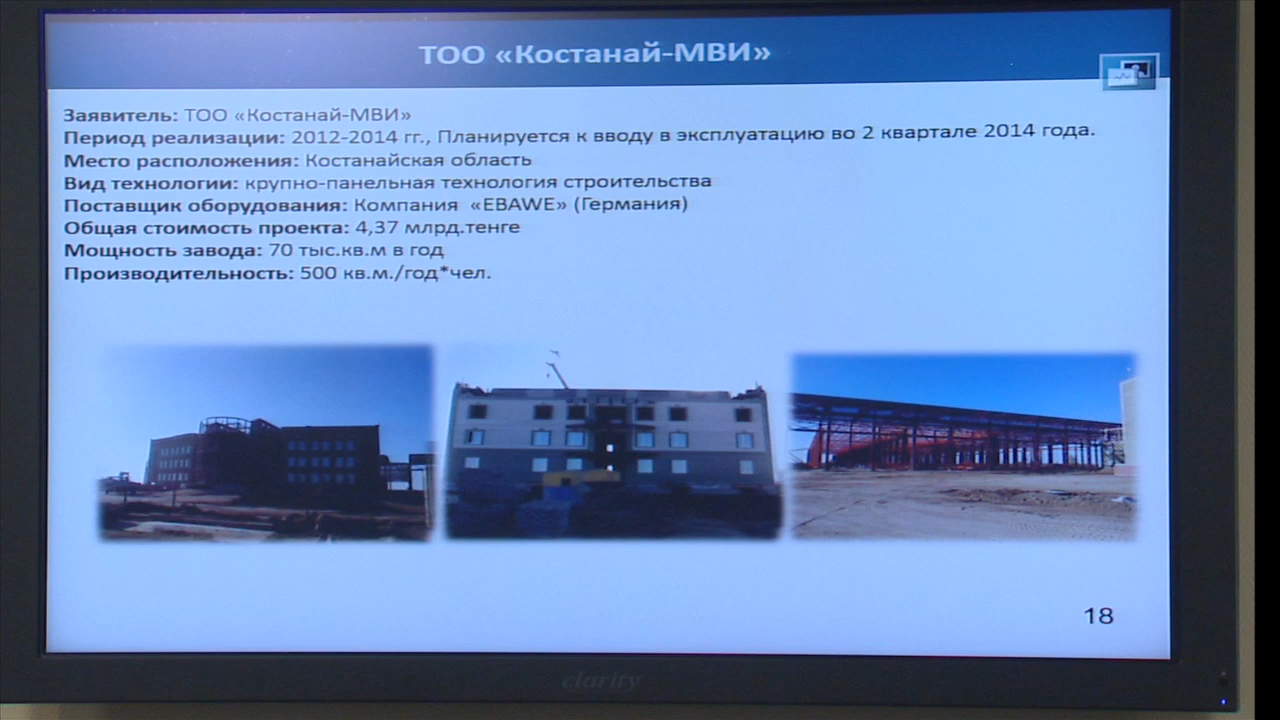 ТОО «Костанай-МВИ»
Заявитель: ТОО «Костанай-МВИ»
Период реализации: 2012-2014 гг., Планируется к вводу в эксплуатацию во 2 квартале 2014 года.
Место расположения: Костанайская область
Вид технологии: крупно-панельная технология строительства
Поставщик оборудования: Компания «EBAWE» (Германия)
Общая стоимость проекта: 4,37 млрд.тенге
Мощность завода: 70 тыс.кв.м в год
Производительность: 500 кв.м./год*чел.
18
clarity